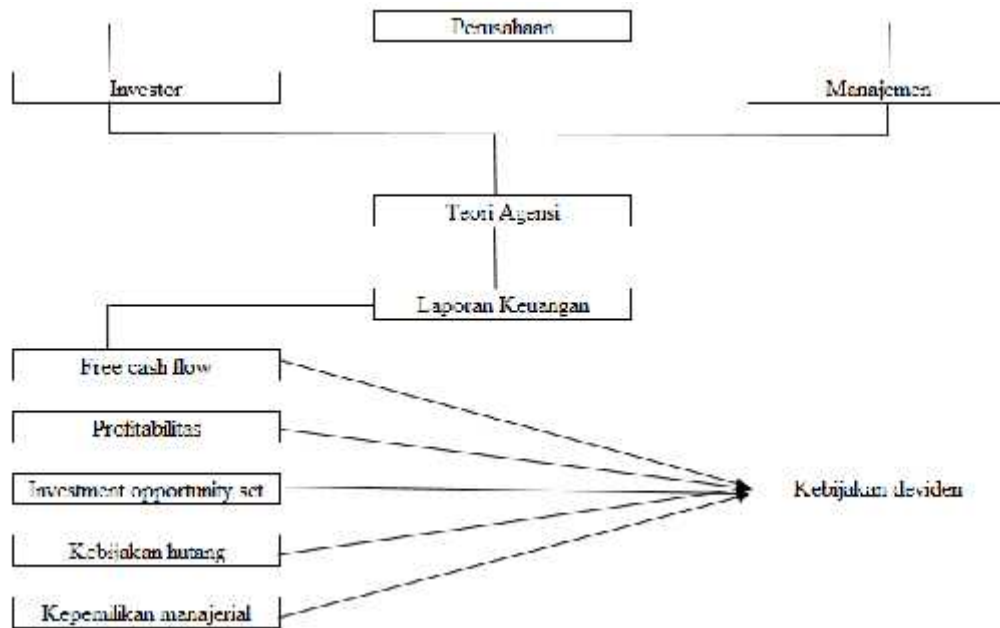 Perusahaan
Investor
Manajemen
Teori Agensi
Laporan Keuangan
Free cash flow
Profitabilitas
Investment opportunity set
Kebijakan deviden
Kebijakan hutang
Kepemilikan manajerial